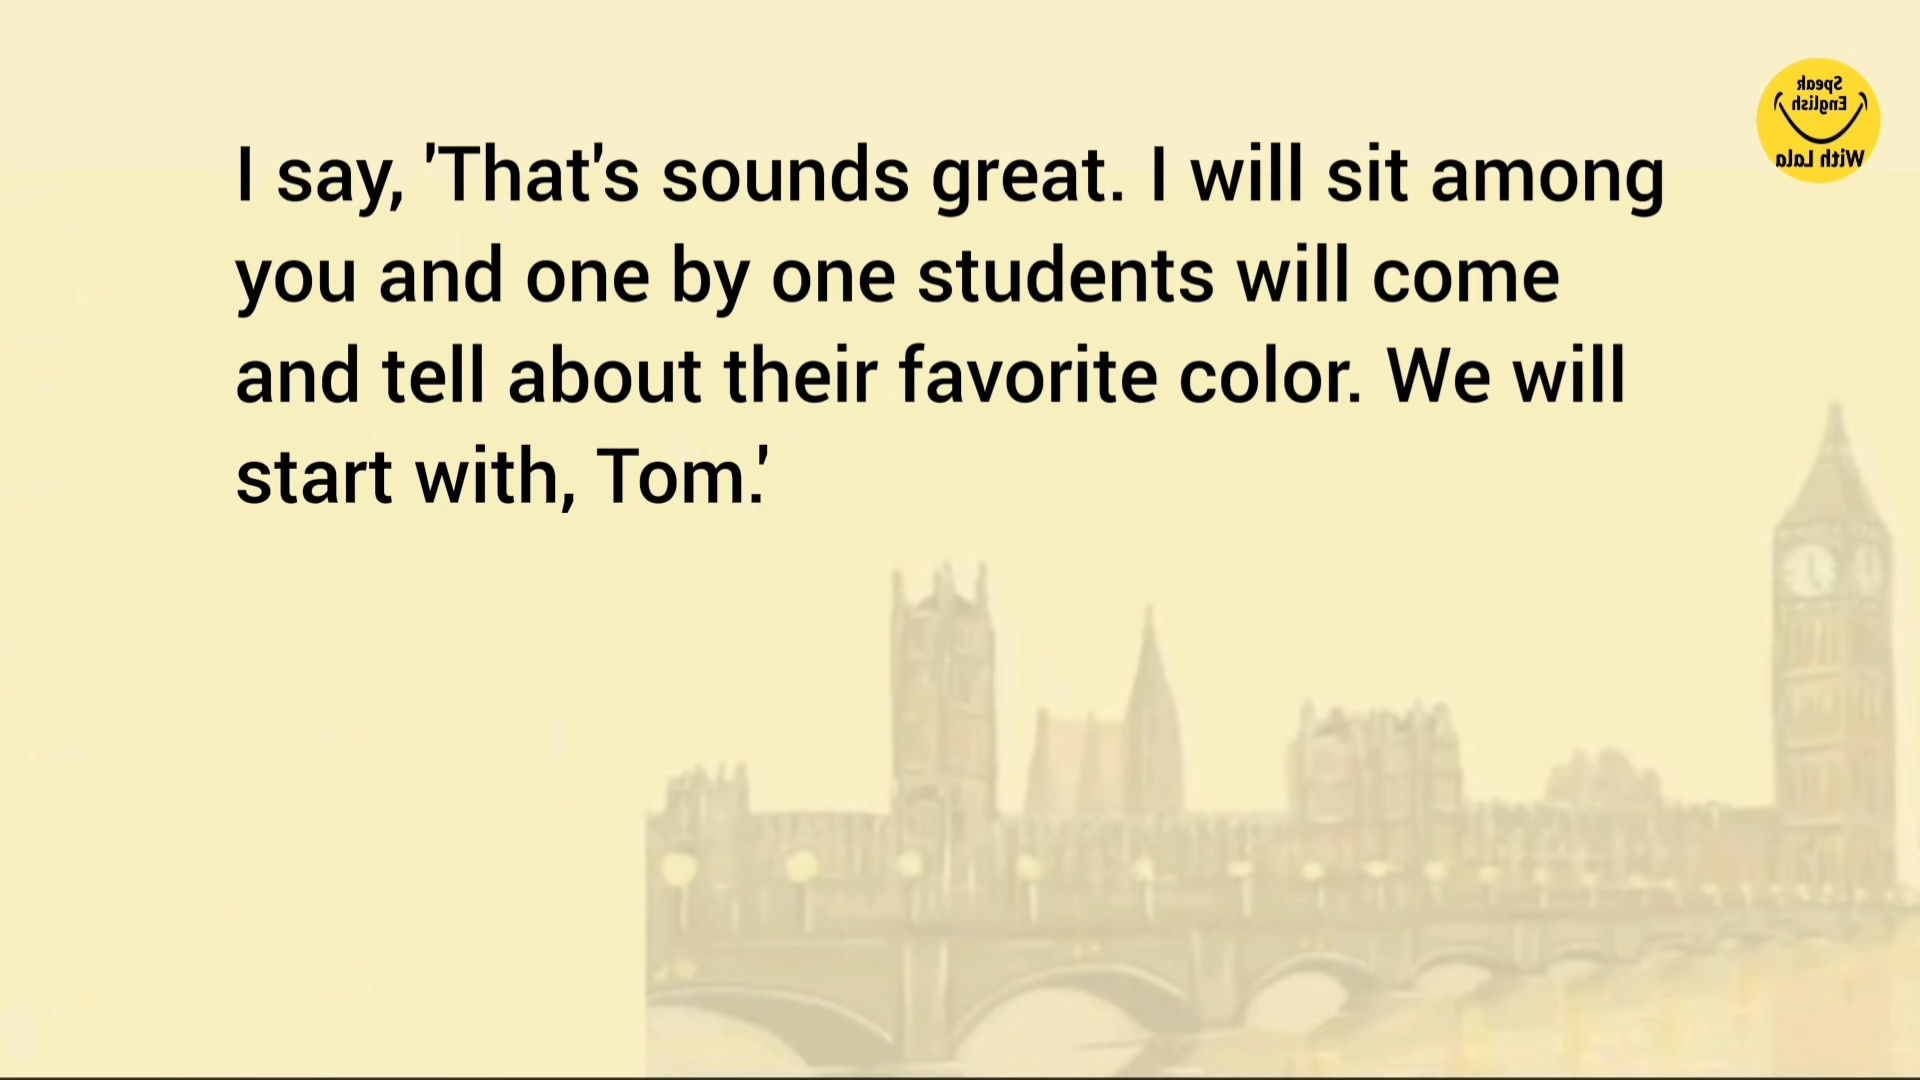 Speak
English
With Lala
I say, 'That's sounds great. I will sit among
you and one by one students will come
and tell about their favorite color. We will
start with, Tom.'